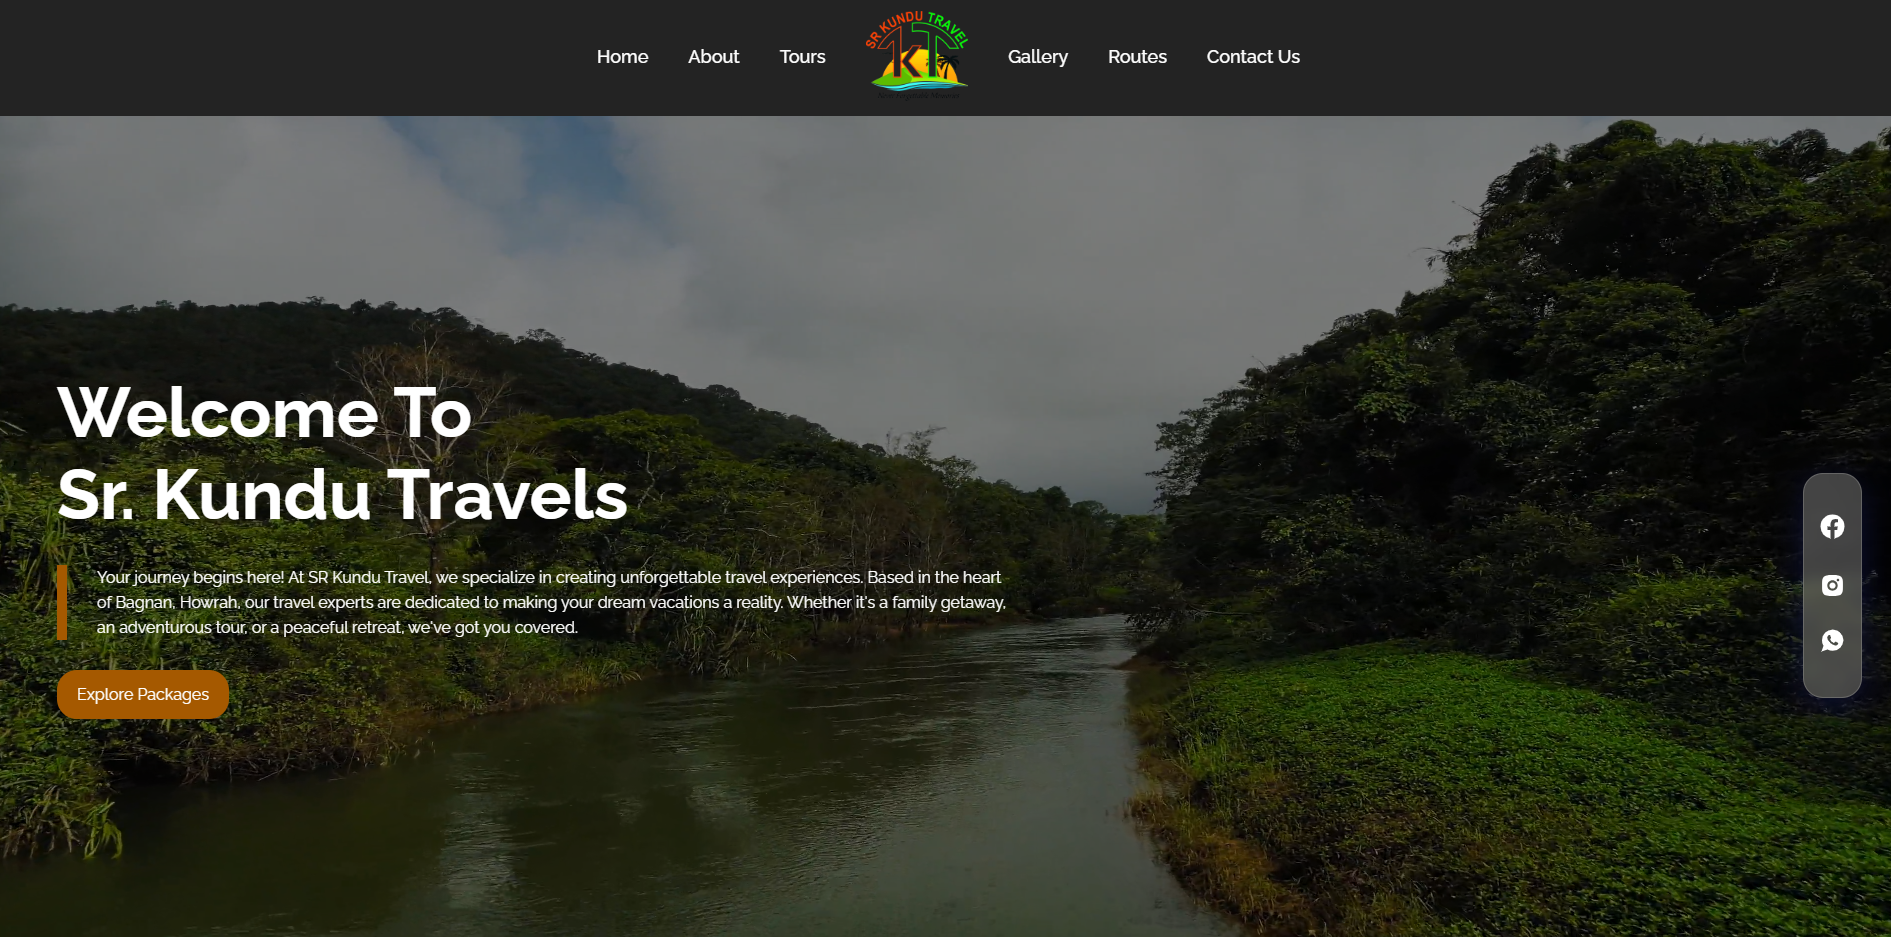 Home About Tours SR KUNDU TRAVEL Gallery Routes Contact Us
KT
Welcome To
Sr. Kundu Travels
Your journey begins here! At SR Kundu Travel, we specialize in creating unforgettable travel experiences. Based in the heart
of Bagnan, Howrah, our travel experts are dedicated to making your dream vacations a reality. Whether it's a family getaway,
an adventurous tour, or a peaceful retreat, we've got you covered.
Explore Packages